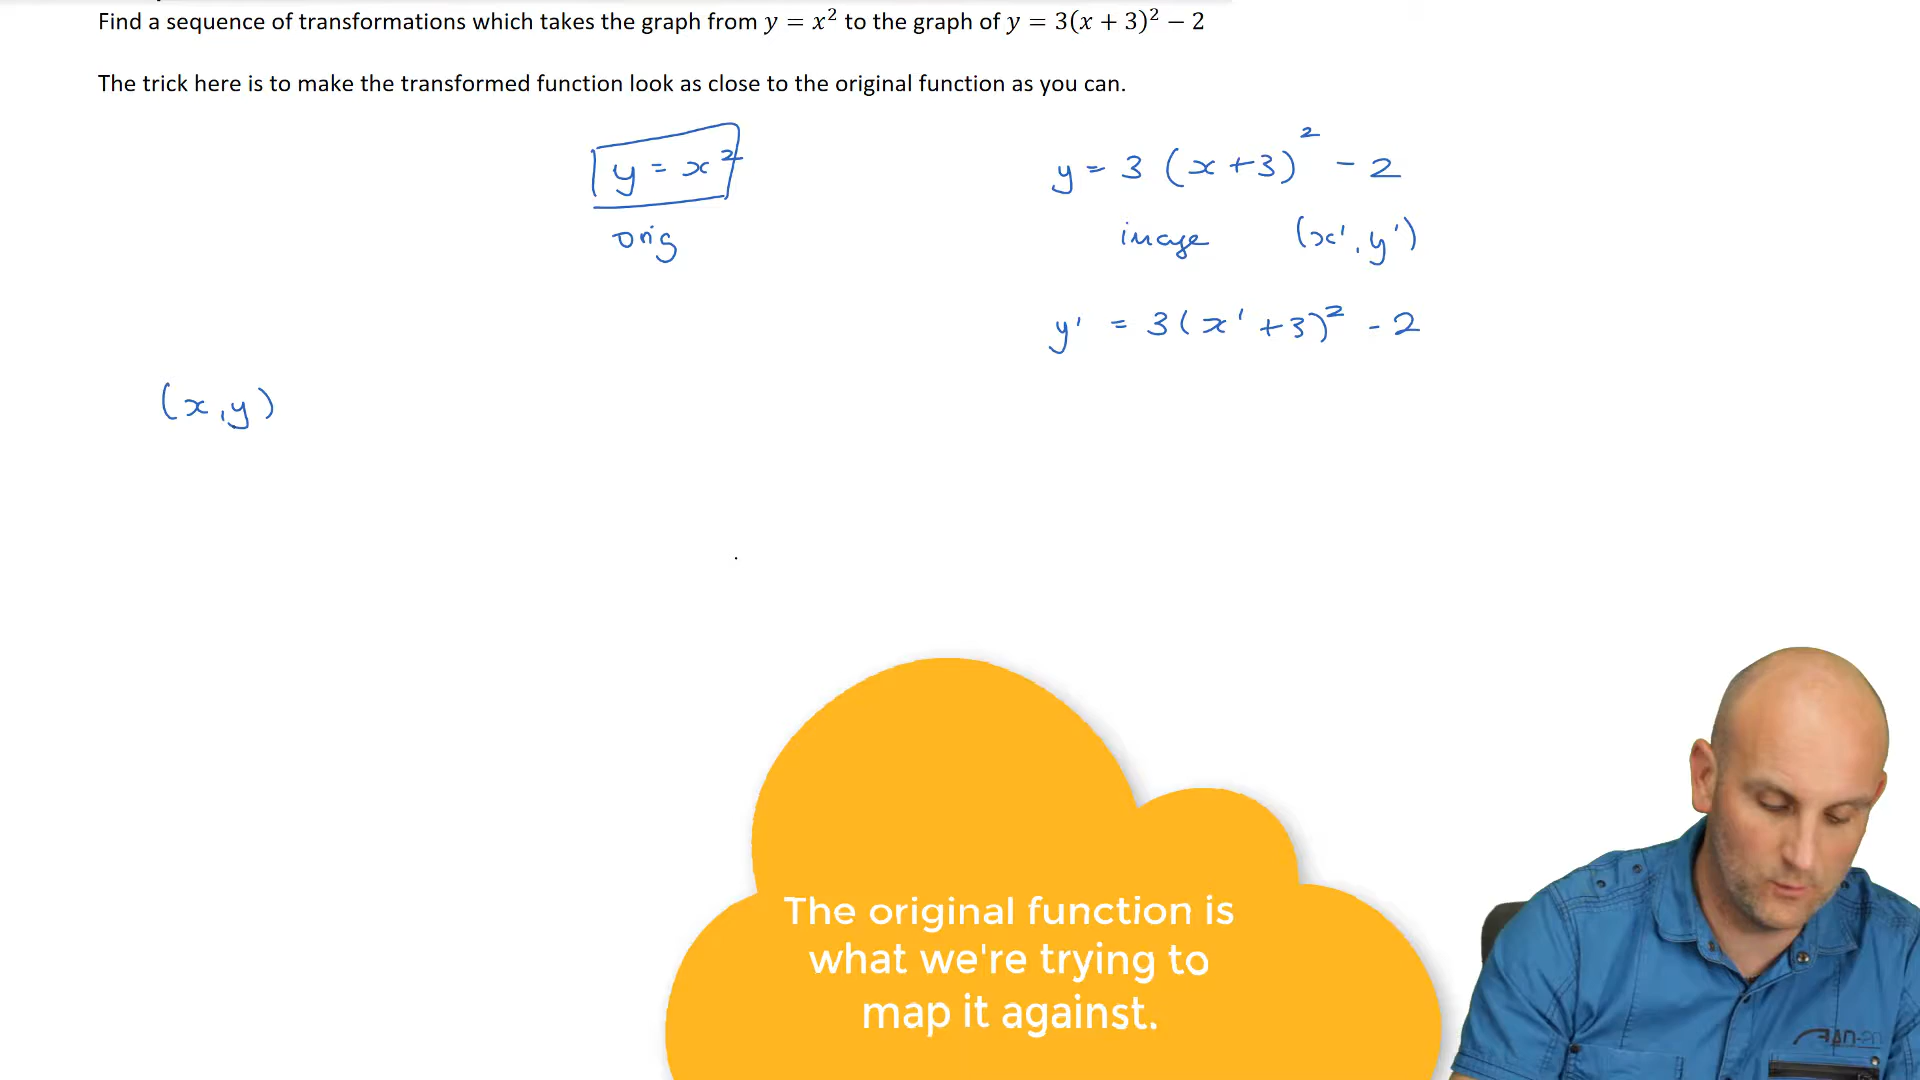 Find a sequence of transformations which takes the graph from y = x² to the graph of y = 3(x + 3)² − 2
The trick here is to make the transformed function look as close to the original function as you can.
y = x²
orig
y = 3 (x+3)² − 2
image (x', y')
y' = 3(x' +3)² - 2
(x, y)
The original function is
what we're trying to
map it against.